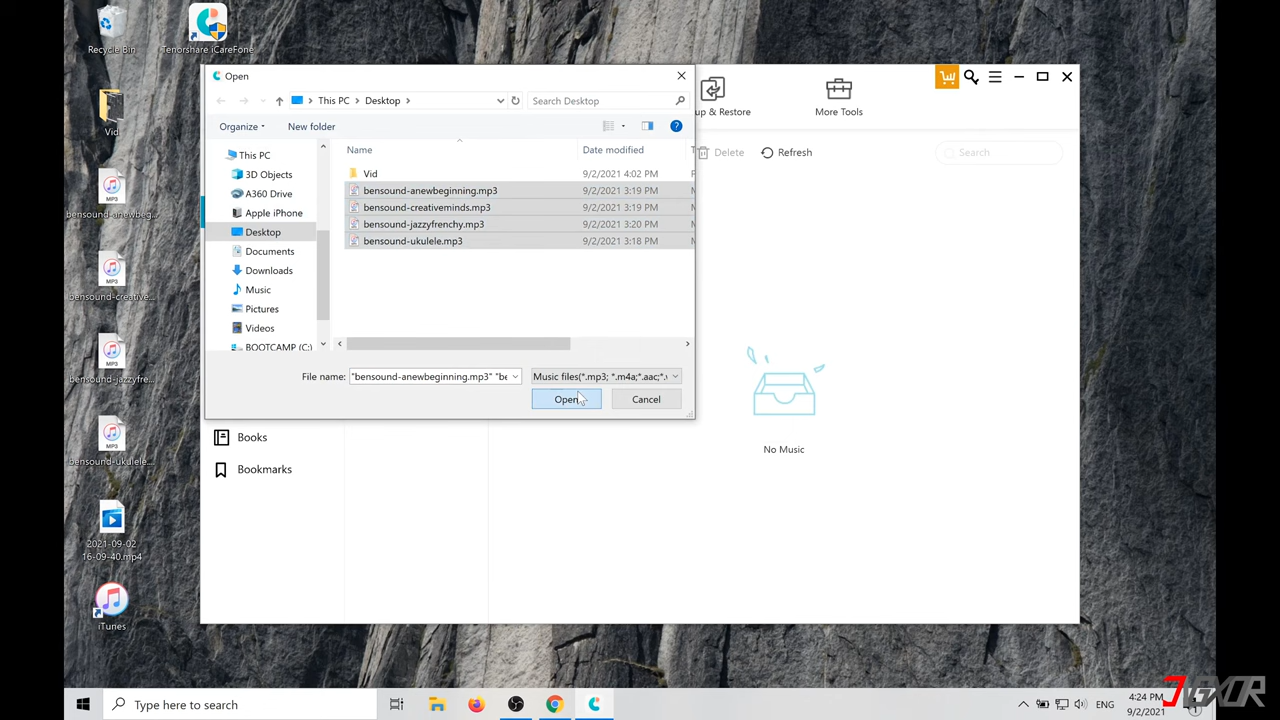 Recycle Bin
Tenorshare iCareFone
Vid
bensound-anewbeg...
bensound-creative...
bensound-jazzyfre...
bensound-ukulele....
2021-09-02
16-09-40.mp4
iTunes
Open
This PC
Desktop
Search Desktop
Organize
New folder
Name
Date modified
This PC
3D Objects
A360 Drive
Apple iPhone
Desktop
Documents
Downloads
Music
Pictures
Videos
BOOTCAMP (C:)
Vid 9/2/2021 4:02 PM
bensound-anewbeginning.mp3 9/2/2021 3:19 PM
bensound-creativeminds.mp3 9/2/2021 3:19 PM
bensound-jazzyfrenchy.mp3 9/2/2021 3:20 PM
bensound-ukulele.mp3 9/2/2021 3:18 PM
File name: "bensound-anewbeginning.mp3" "be
Music files(*.mp3; *.m4a;*.aac;*.
Open
Cancel
up & Restore
More Tools
Delete
Refresh
Search
No Music
Books
Bookmarks
Type here to search
ENG
4:24 PM
9/2/2021